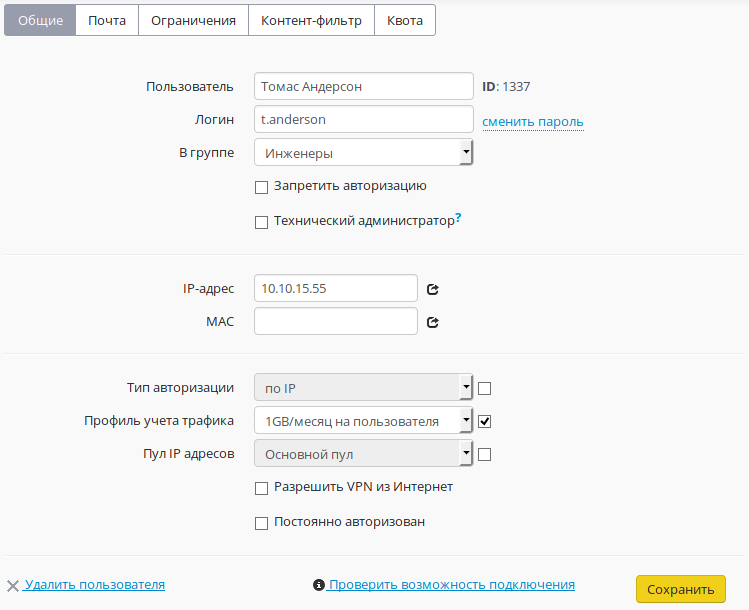 Общие Почта Ограничения Контент-фильтр Квота
Пользователь Томас Андерсон ID: 1337
Логин t.anderson сменить пароль
В группе Инженеры
Запретить авторизацию
Технический администратор?
IP-адрес 10.10.15.55
MAC
Тип авторизации по IP
Профиль учета трафика 1GB/месяц на пользователя
Пул IP адресов Основной пул
Разрешить VPN из Интернет
Постоянно авторизован
Удалить пользователя Проверить возможность подключения Сохранить